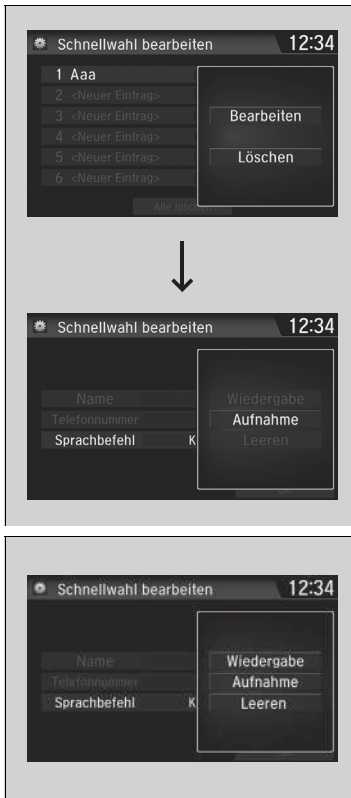 Schnellwahl bearbeiten 12:34
1 Aaa
2 <Neuer Eintrag>
3 <Neuer Eintrag>
Bearbeiten
4 <Neuer Eintrag>
5 <Neuer Eintrag>
Löschen
6 <Neuer Eintrag>
Alle löschen
Schnellwahl bearbeiten 12:34
Name Wiedergabe
Telefonnummer Aufnahme
Sprachbefehl K Leeren
Schnellwahl bearbeiten 12:34
Name Wiedergabe
Telefonnummer Aufnahme
Sprachbefehl K Leeren